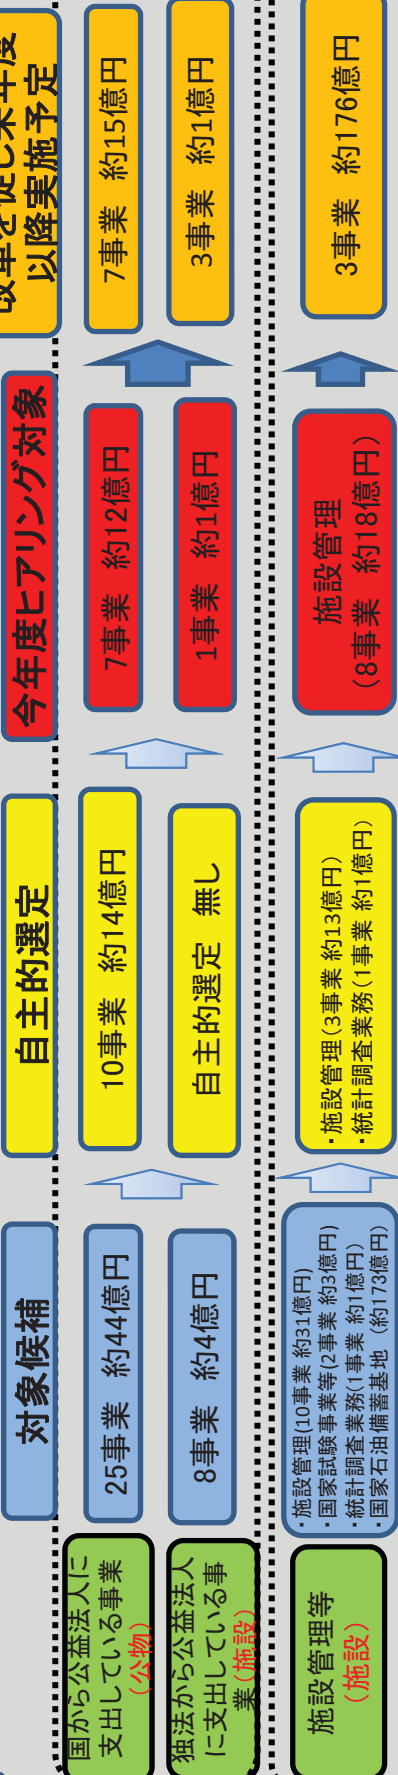 対象候補
自主的選定
今年度ヒアリング対象
改革を促し来年度
以降実施予定
国から公益法人に
支出している事業
（公物）
25事業　約44億円
10事業　約14億円
7事業　約12億円
7事業　約15億円
独法から公益法人
に支出している事
業（施設）
8事業　約4億円
自主的選定　無し
1事業　約1億円
3事業　約1億円
施設管理等
（施設）
・施設管理(10事業 約31億円)
・国家試験事業等(2事業 約3億円)
・統計調査業務(1事業 約1億円)
・国家石油備蓄基地 （約173億円）
・施設管理（3事業 約13億円）
・統計調査業務（1事業 約1億円）
施設管理
（8事業　約18億円）
3事業　約176億円